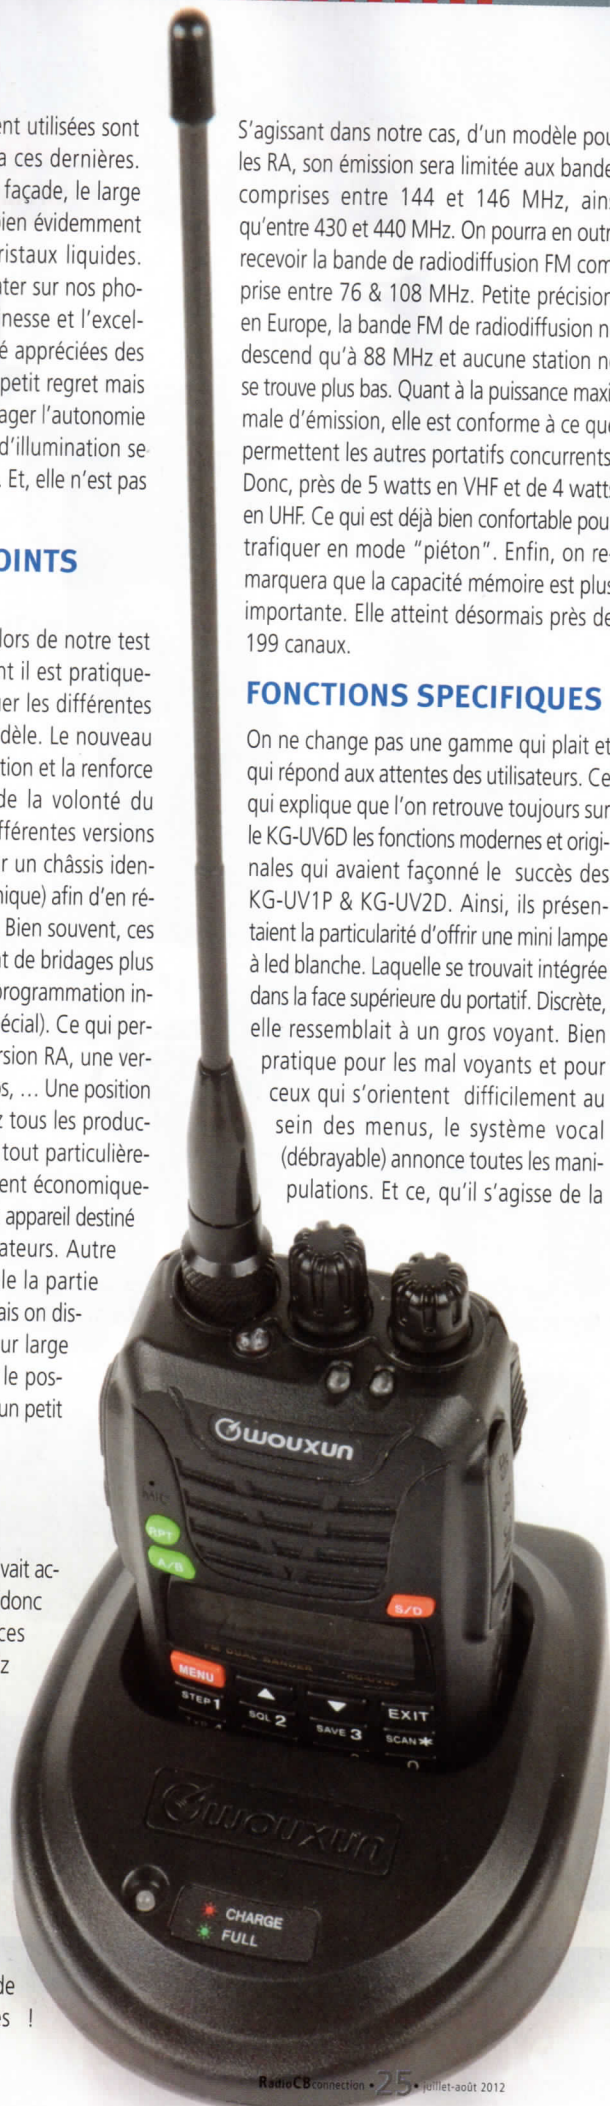 ent utilisées sont
a ces dernières.
façade, le large
bien évidemment
ristaux liquides.
ater sur nos pho-
nesse et l'excel-
é appréciées des
petit regret mais
ager l'autonomie
d'illumination se
. Et, elle n'est pas
OINTS
lors de notre test
nt il est pratique-
uer les différentes
dèle. Le nouveau
tion et la renforce
de la volonté du
ifférentes versions
ur un châssis iden-
nique) afin d'en ré-
Bien souvent, ces
nt de bridages plus
programmation in-
écial). Ce qui per-
rsion RA, une ver-
os, ... Une position
z tous les produc-
tout particulière-
ent économique-
appareil destiné
ateurs. Autre
le la partie
ais on dis-
ur large
le pos-
un petit
vait ac-
donc
ces
z
de
es !
S'agissant dans notre cas, d'un modèle pou
les RA, son émission sera limitée aux bande
comprises entre 144 et 146 MHz, ains
qu'entre 430 et 440 MHz. On pourra en outr
recevoir la bande de radiodiffusion FM com
prise entre 76 & 108 MHz. Petite précision
en Europe, la bande FM de radiodiffusion n
descend qu'à 88 MHz et aucune station n
se trouve plus bas. Quant à la puissance maxi
male d'émission, elle est conforme à ce que
permettent les autres portatifs concurrents
Donc, près de 5 watts en VHF et de 4 watts
en UHF. Ce qui est déjà bien confortable pou
trafiquer en mode "piéton". Enfin, on re-
marquera que la capacité mémoire est plus
importante. Elle atteint désormais près de
199 canaux.
FONCTIONS SPECIFIQUES
On ne change pas une gamme qui plait et
qui répond aux attentes des utilisateurs. Ce
qui explique que l'on retrouve toujours sur
le KG-UV6D les fonctions modernes et origi-
nales qui avaient façonné le succès des
KG-UV1P & KG-UV2D. Ainsi, ils présen-
taient la particularité d'offrir une mini lampe
à led blanche. Laquelle se trouvait intégrée
dans la face supérieure du portatif. Discrète,
elle ressemblait à un gros voyant. Bien
pratique pour les mal voyants et pour
ceux qui s'orientent difficilement au
sein des menus, le système vocal
(débrayable) annonce toutes les mani-
pulations. Et ce, qu'il s'agisse de la
WOUXUN
MIC
RPT
A/B
S/D
FM DUAL BANDER KG-UV6D
MENU
EXIT
STEP 1 SQL 2 SAVE 3 SCAN *
WOUXUN
CHARGE
FULL
RadioCBconnection • 25 • juillet-août 2012